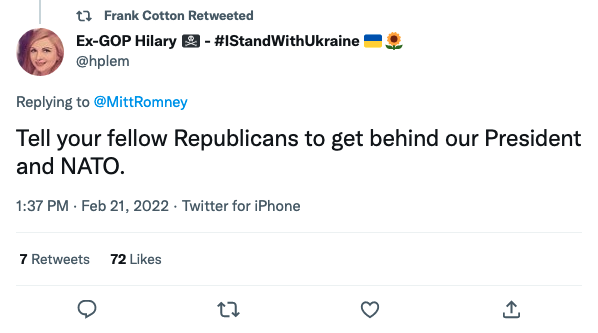 Frank Cotton Retweeted
Ex-GOP Hilary 🏴‍☠️ - #IStandWithUkraine 🇺🇦🌻
@hplem
Replying to @MittRomney
Tell your fellow Republicans to get behind our President
and NATO.
1:37 PM · Feb 21, 2022 · Twitter for iPhone
7 Retweets 72 Likes